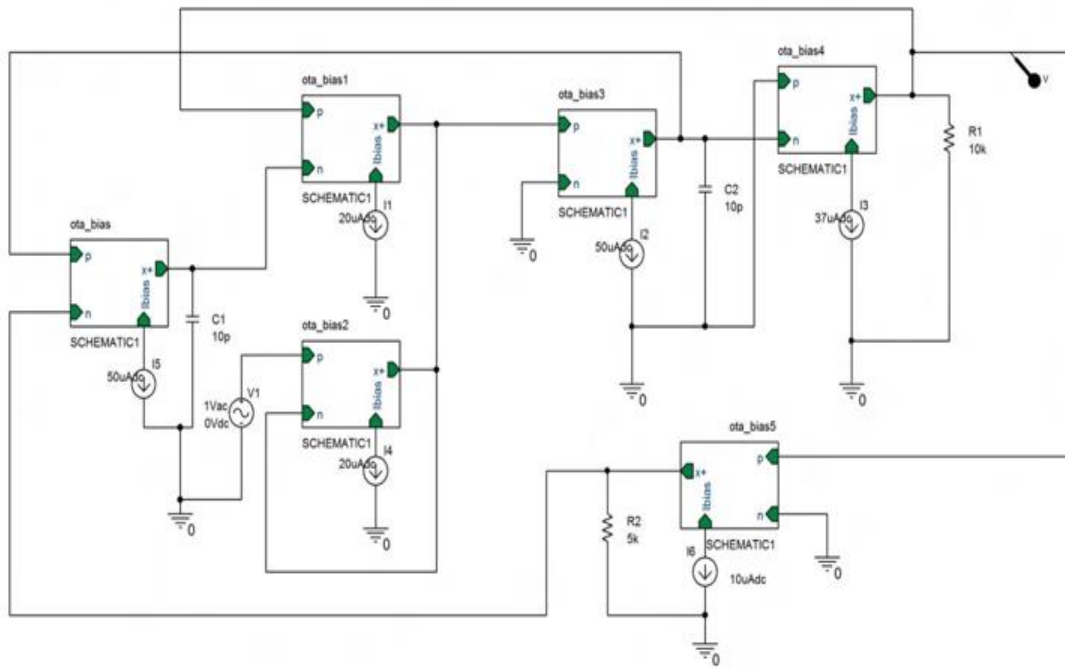 ota_bias4
p
x+
n
Ibias
SCHEMATIC1
I3
37uAdc
R1
10k
V
ota_bias1
p
x+
n
Ibias
SCHEMATIC1
I1
20uAdc
0
ota_bias3
p
x+
n
Ibias
SCHEMATIC1
I2
50uAdc
0
C2
10p
0
0
ota_bias
p
x+
n
Ibias
SCHEMATIC1
I5
50uAdc
C1
10p
0
ota_bias2
p
x+
n
Ibias
SCHEMATIC1
I4
20uAdc
0
V1
1Vac
0Vdc
ota_bias5
x+
p
n
Ibias
SCHEMATIC1
I6
10uAdc
0
R2
5k
0